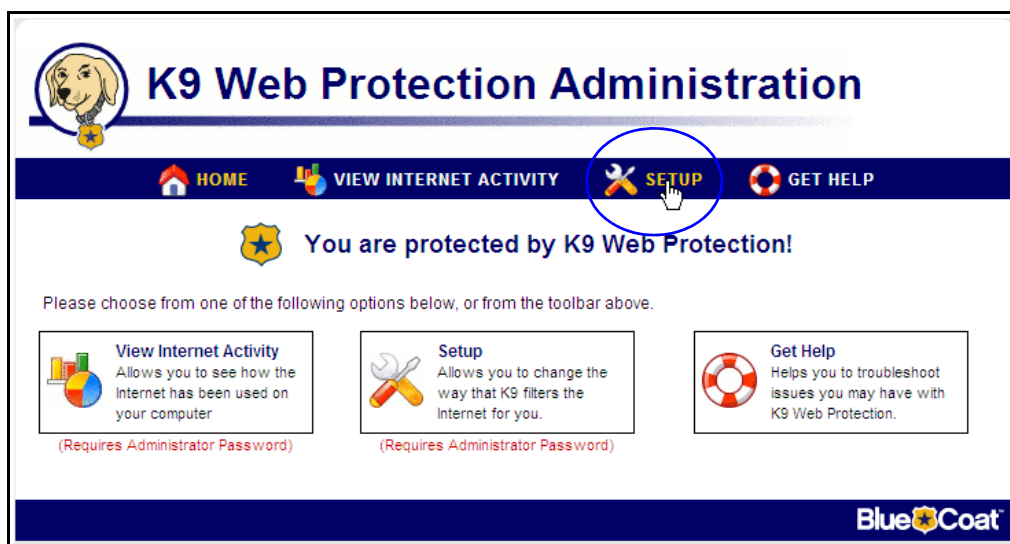 K9 Web Protection Administration
HOME
VIEW INTERNET ACTIVITY
SETUP
GET HELP
You are protected by K9 Web Protection!
Please choose from one of the following options below, or from the toolbar above.
View Internet Activity
Allows you to see how the
Internet has been used on
your computer
(Requires Administrator Password)
Setup
Allows you to change the
way that K9 filters the
Internet for you.
(Requires Administrator Password)
Get Help
Helps you to troubleshoot
issues you may have with
K9 Web Protection.
Blue Coat™